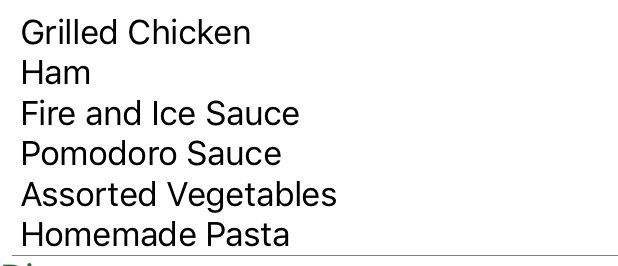 Grilled Chicken
Ham
Fire and Ice Sauce
Pomodoro Sauce
Assorted Vegetables
Homemade Pasta